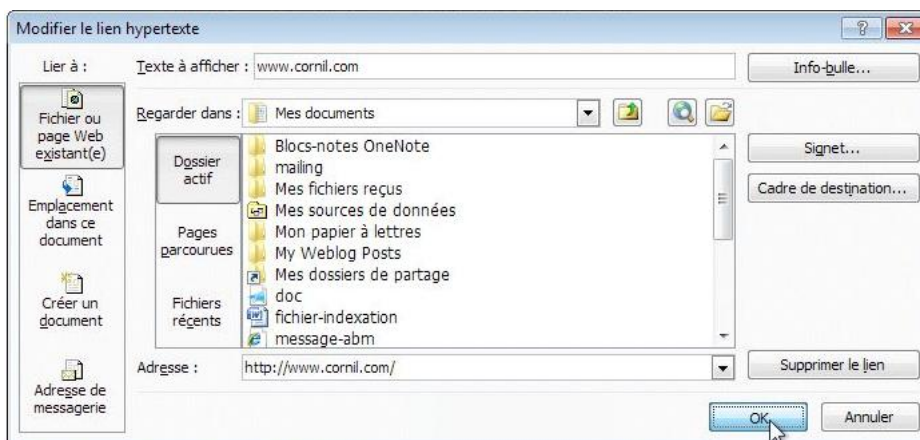 Modifier le lien hypertexte
Lier à :
Texte à afficher : www.cornil.com
Info-bulle...
Fichier ou
page Web
existant(e)
Emplacement
dans ce
document
Créer un
document
Adresse de
messagerie
Regarder dans : Mes documents
Dossier
actif
Pages
parcourues
Fichiers
récents
Blocs-notes OneNote
mailing
Mes fichiers reçus
Mes sources de données
Mon papier à lettres
My Weblog Posts
Mes dossiers de partage
doc
fichier-indexation
message-abm
Signet...
Cadre de destination...
Adresse : http://www.cornil.com/
Supprimer le lien
OK
Annuler